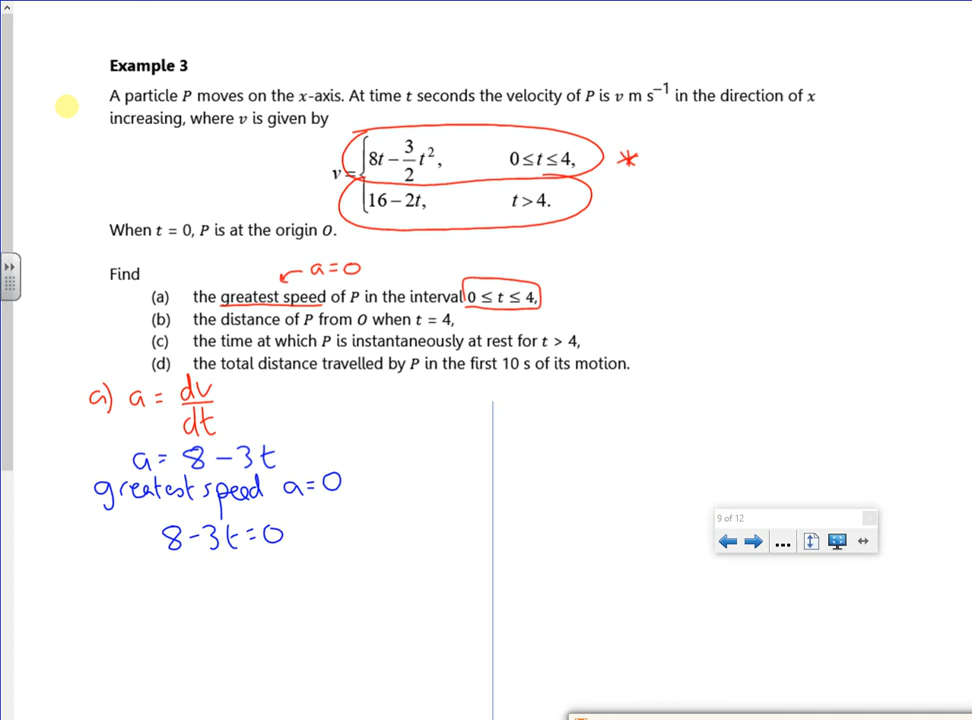 Example 3
A particle P moves on the x-axis. At time t seconds the velocity of P is v m s⁻¹ in the direction of x
increasing, where v is given by
v = { 8t − 3/2 t², 0 ≤ t ≤ 4, *
16 − 2t, t > 4.
When t = 0, P is at the origin O.
a = 0
Find
(a) the greatest speed of P in the interval 0 ≤ t ≤ 4,
(b) the distance of P from O when t = 4,
(c) the time at which P is instantaneously at rest for t > 4,
(d) the total distance travelled by P in the first 10 s of its motion.
a) a = dv/dt
a = 8 − 3t
greatest speed a = 0
8 − 3t = 0
9 of 12